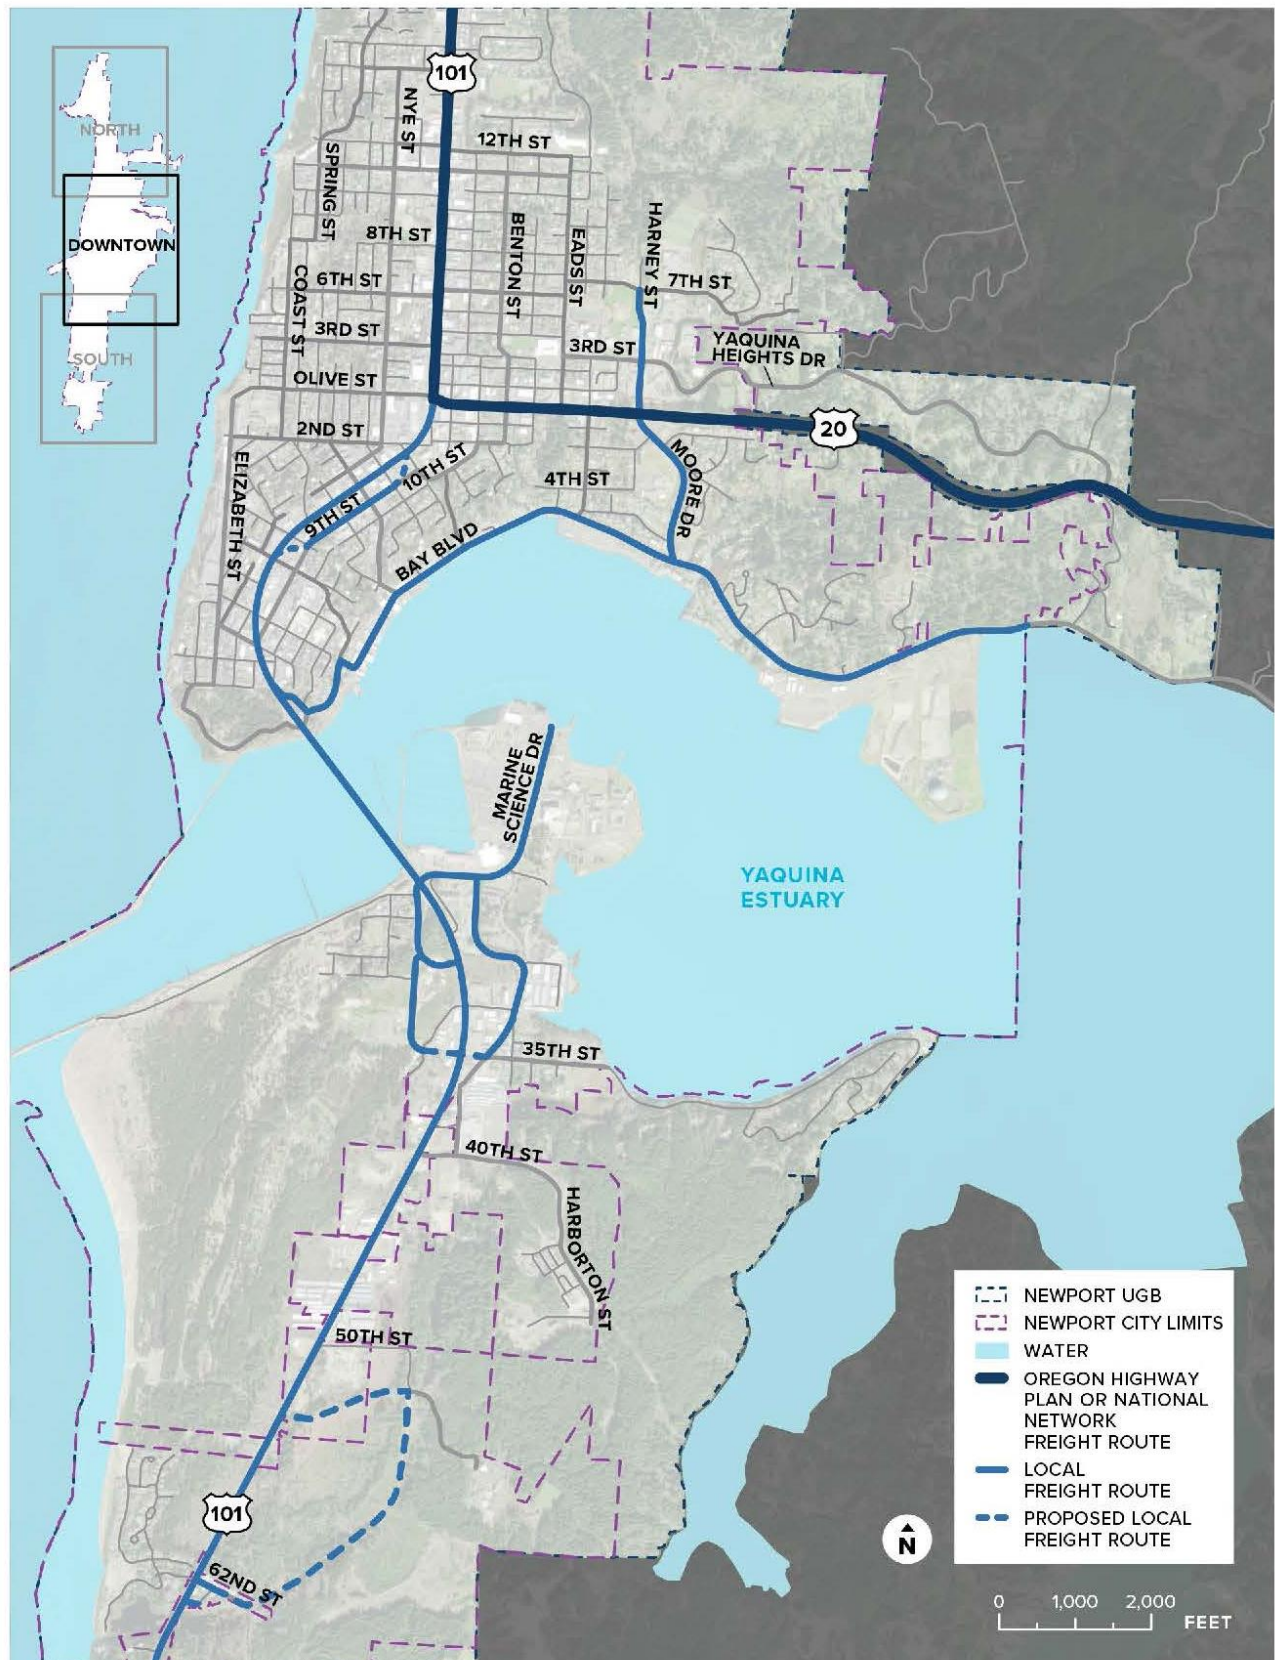 NORTH
DOWNTOWN
SOUTH
101
NYE ST
12TH ST
SPRING ST
8TH ST
BENTON ST
EADS ST
HARNEY ST
7TH ST
COAST ST
6TH ST
3RD ST
3RD ST
YAQUINA
HEIGHTS DR
OLIVE ST
2ND ST
20
ELIZABETH ST
9TH ST
10TH ST
4TH ST
MOORE DR
BAY BLVD
MARINE
SCIENCE DR
YAQUINA
ESTUARY
35TH ST
40TH ST
HARBORTON ST
50TH ST
101
62ND ST
NEWPORT UGB
NEWPORT CITY LIMITS
WATER
OREGON HIGHWAY
PLAN OR NATIONAL
NETWORK
FREIGHT ROUTE
LOCAL
FREIGHT ROUTE
PROPOSED LOCAL
FREIGHT ROUTE
N
0 1,000 2,000
FEET